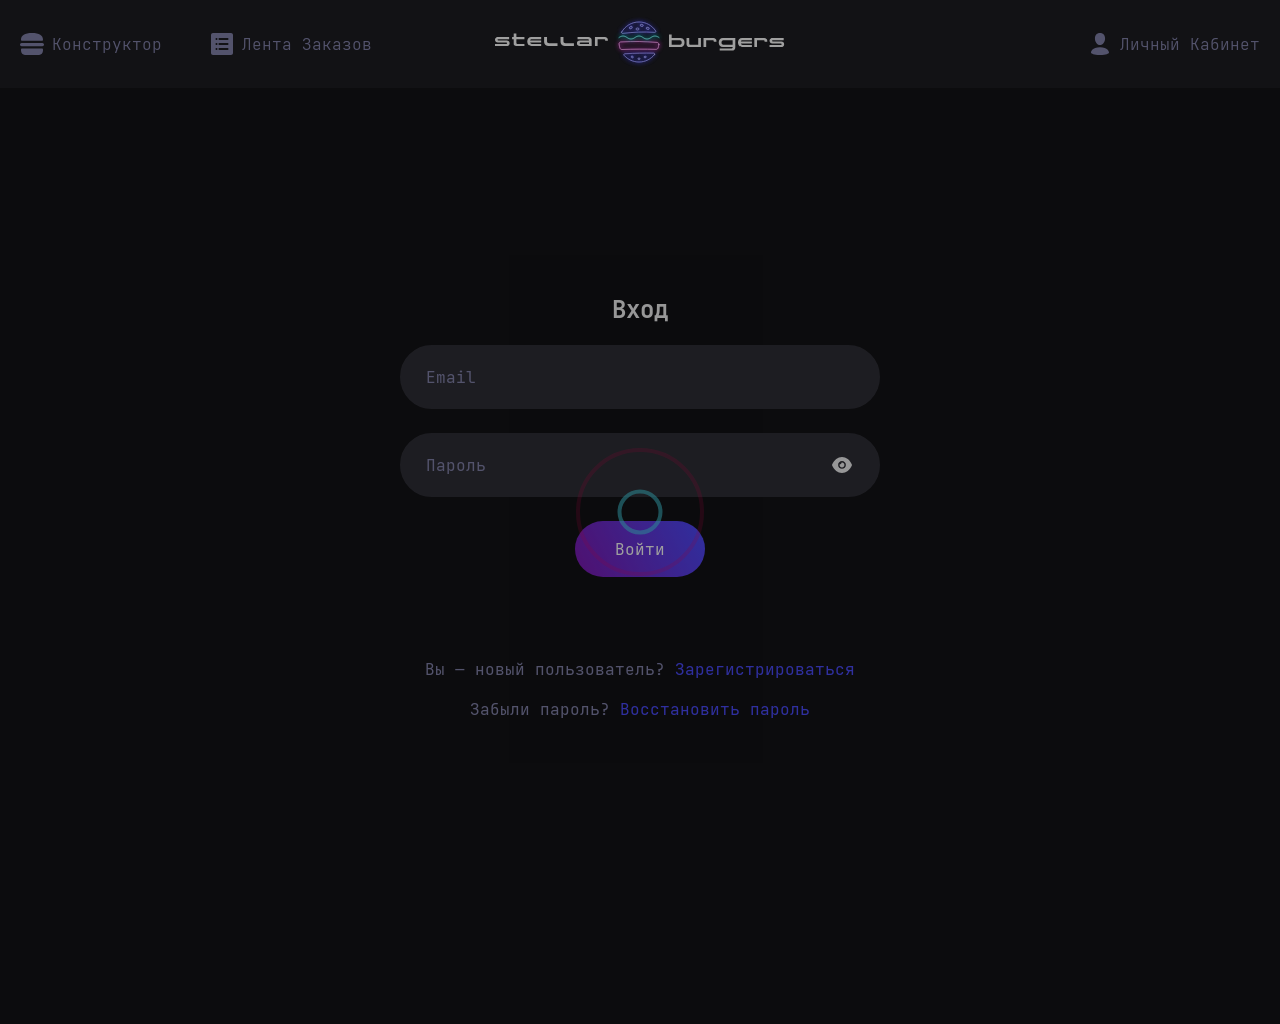 Конструктор
Лента Заказов
stellar burgers
Личный Кабинет
Вход
Email
Пароль
Войти
Вы — новый пользователь? Зарегистрироваться
Забыли пароль? Восстановить пароль